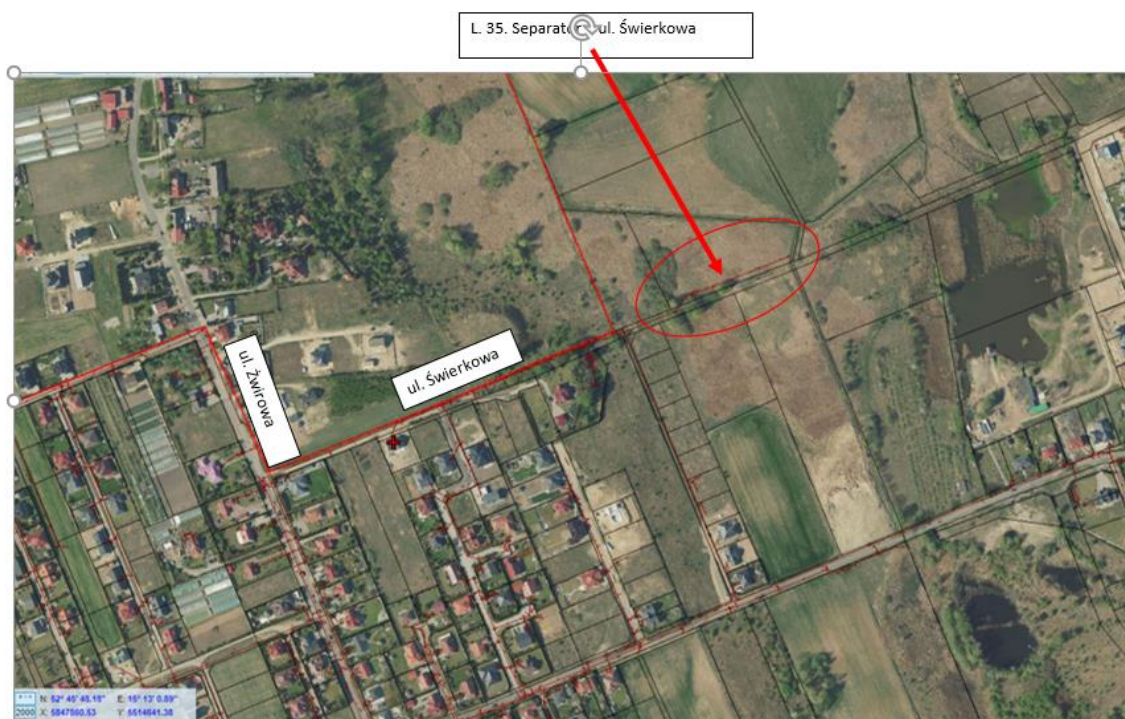 L. 35. Separator ul. Świerkowa
ul. Żwirowa
ul. Świerkowa
N: 52° 45' 45.15" E: 15° 13' 0.89"
2000 X: 5847560.53 Y: 5514641.38